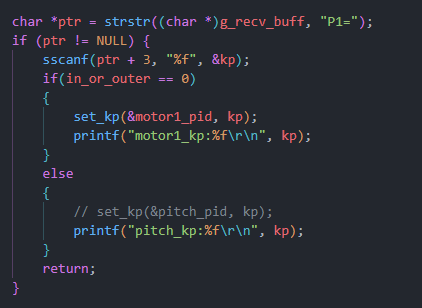 char *ptr = strstr((char *)g_recv_buff, "P1=");
if (ptr != NULL) {
    sscanf(ptr + 3, "%f", &kp);
    if(in_or_outer == 0)
    {
        set_kp(&motor1_pid, kp);
        printf("motor1_kp:%f\r\n", kp);
    }
    else
    {
        // set_kp(&pitch_pid, kp);
        printf("pitch_kp:%f\r\n", kp);
    }
    return;
}